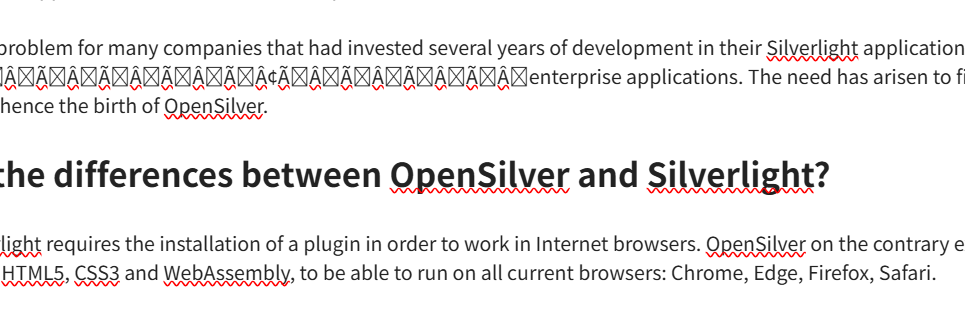 problem for many companies that had invested several years of development in their Silverlight application
enterprise applications. The need has arisen to fi
hence the birth of OpenSilver.
the differences between OpenSilver and Silverlight?
rlight requires the installation of a plugin in order to work in Internet browsers. OpenSilver on the contrary e
HTML5, CSS3 and WebAssembly, to be able to run on all current browsers: Chrome, Edge, Firefox, Safari.